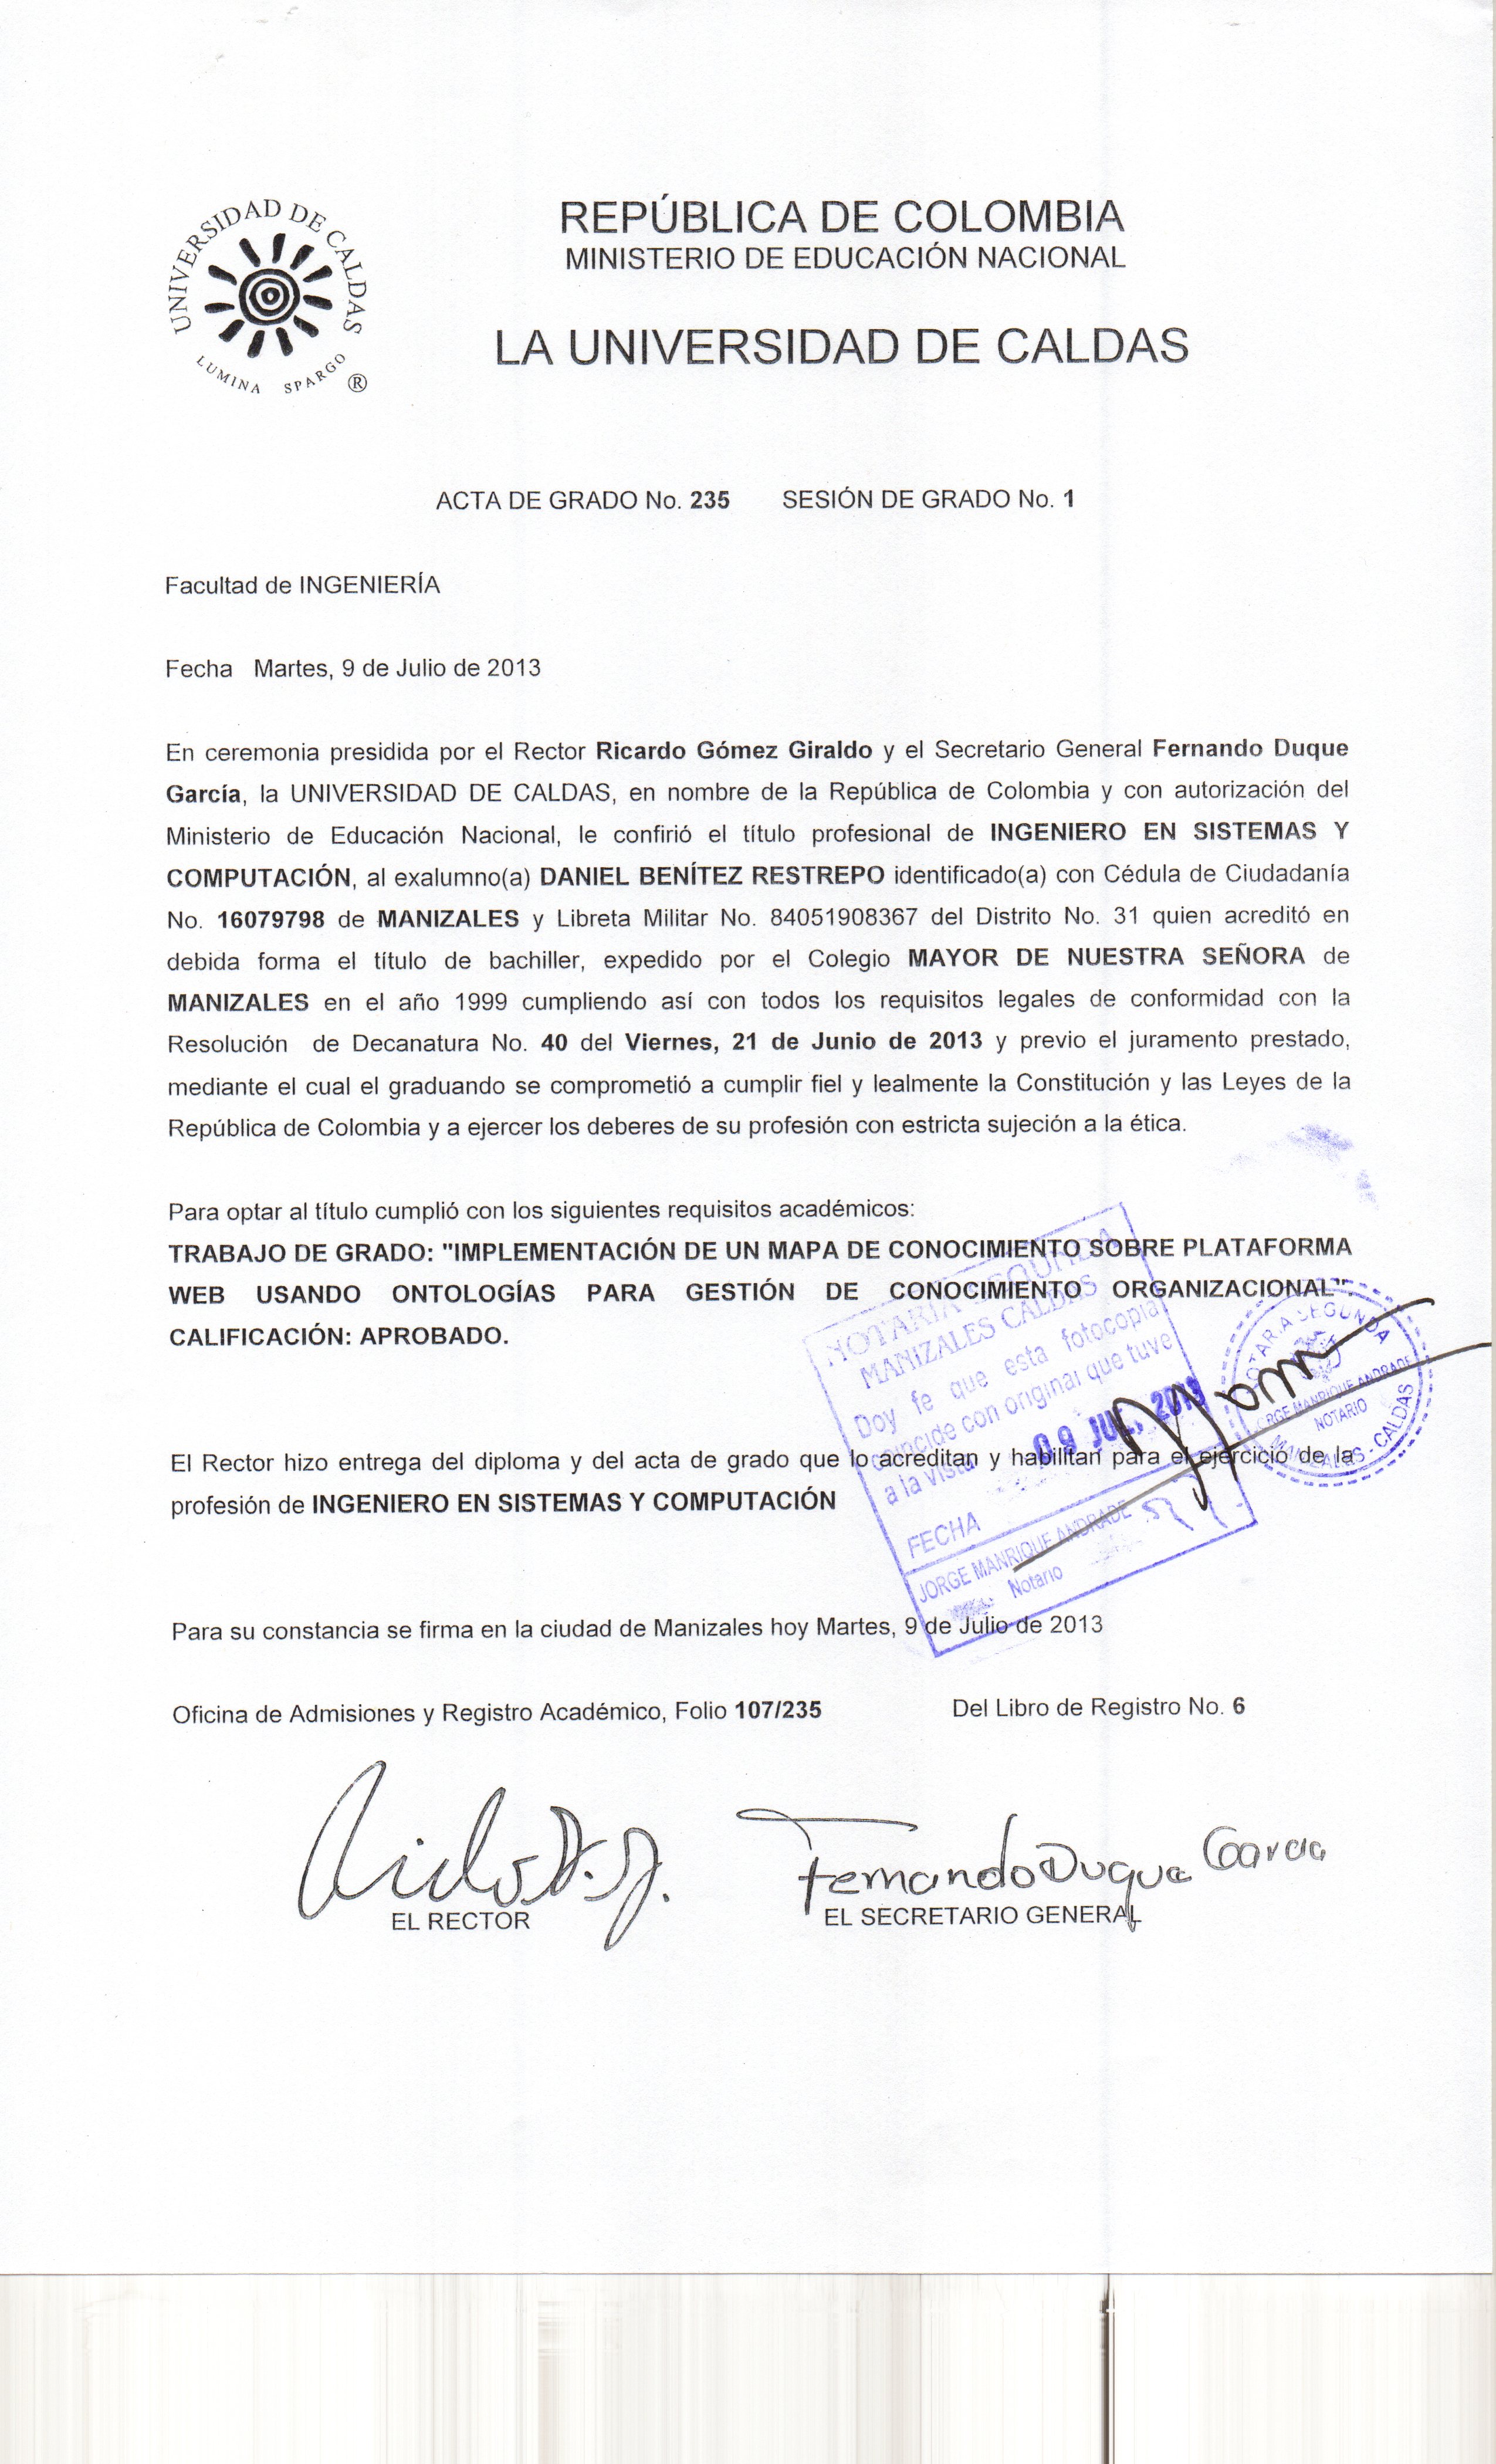 UNIVERSIDAD DE CALDAS
LUMINA SPARGO
®
REPÚBLICA DE COLOMBIA
MINISTERIO DE EDUCACIÓN NACIONAL
LA UNIVERSIDAD DE CALDAS
ACTA DE GRADO No. 235 SESIÓN DE GRADO No. 1
Facultad de INGENIERÍA
Fecha Martes, 9 de Julio de 2013
En ceremonia presidida por el Rector Ricardo Gómez Giraldo y el Secretario General Fernando Duque
García, la UNIVERSIDAD DE CALDAS, en nombre de la República de Colombia y con autorización del
Ministerio de Educación Nacional, le confirió el título profesional de INGENIERO EN SISTEMAS Y
COMPUTACIÓN, al exalumno(a) DANIEL BENÍTEZ RESTREPO identificado(a) con Cédula de Ciudadanía
No. 16079798 de MANIZALES y Libreta Militar No. 84051908367 del Distrito No. 31 quien acreditó en
debida forma el título de bachiller, expedido por el Colegio MAYOR DE NUESTRA SEÑORA de
MANIZALES en el año 1999 cumpliendo así con todos los requisitos legales de conformidad con la
Resolución de Decanatura No. 40 del Viernes, 21 de Junio de 2013 y previo el juramento prestado,
mediante el cual el graduando se comprometió a cumplir fiel y lealmente la Constitución y las Leyes de la
República de Colombia y a ejercer los deberes de su profesión con estricta sujeción a la ética.
Para optar al título cumplió con los siguientes requisitos académicos:
TRABAJO DE GRADO: "IMPLEMENTACIÓN DE UN MAPA DE CONOCIMIENTO SOBRE PLATAFORMA
WEB USANDO ONTOLOGÍAS PARA GESTIÓN DE CONOCIMIENTO ORGANIZACIONAL".
CALIFICACIÓN: APROBADO.
NOTARIA SEGUNDA
MANIZALES CALDAS
Doy fe que esta fotocopia
coincide con original que tuve
a la vista
09 JUL. 2013
FECHA
JORGE MANRIQUE ANDRADE
Notario
NOTARIA SEGUNDA
JORGE MANRIQUE ANDRADE
NOTARIO
MANIZALES - CALDAS
El Rector hizo entrega del diploma y del acta de grado que lo acreditan y habilitan para el ejercicio de la
profesión de INGENIERO EN SISTEMAS Y COMPUTACIÓN
Para su constancia se firma en la ciudad de Manizales hoy Martes, 9 de Julio de 2013
Oficina de Admisiones y Registro Académico, Folio 107/235 Del Libro de Registro No. 6
Fernando Duque Garcia
EL RECTOR EL SECRETARIO GENERAL